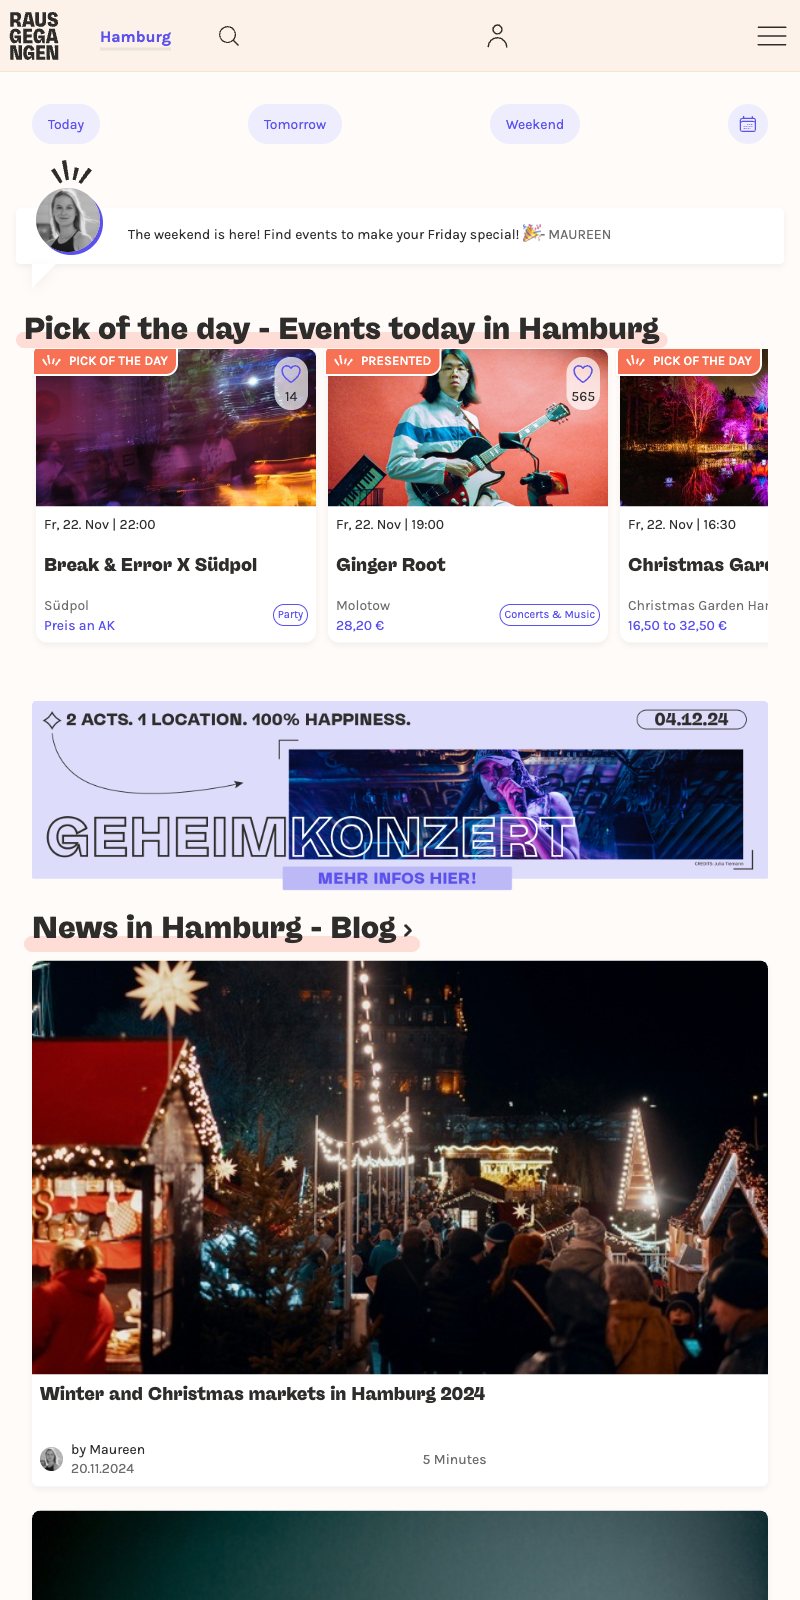 RAUS
GEGA
NGEN
Hamburg
Today
Tomorrow
Weekend
The weekend is here! Find events to make your Friday special! 🎉 - MAUREEN
Pick of the day - Events today in Hamburg
PICK OF THE DAY
14
Fr, 22. Nov | 22:00
Break & Error X Südpol
Südpol
Preis an AK
Party
PRESENTED
565
Fr, 22. Nov | 19:00
Ginger Root
Molotow
28,20 €
Concerts & Music
PICK OF THE DAY
Fr, 22. Nov | 16:30
Christmas Gard
Christmas Garden Har
16,50 to 32,50 €
2 ACTS. 1 LOCATION. 100% HAPPINESS.
04.12.24
GEHEIMKONZERT
CREDITS: Julia Tiemann
MEHR INFOS HIER!
News in Hamburg - Blog ›
Winter and Christmas markets in Hamburg 2024
by Maureen
20.11.2024
5 Minutes